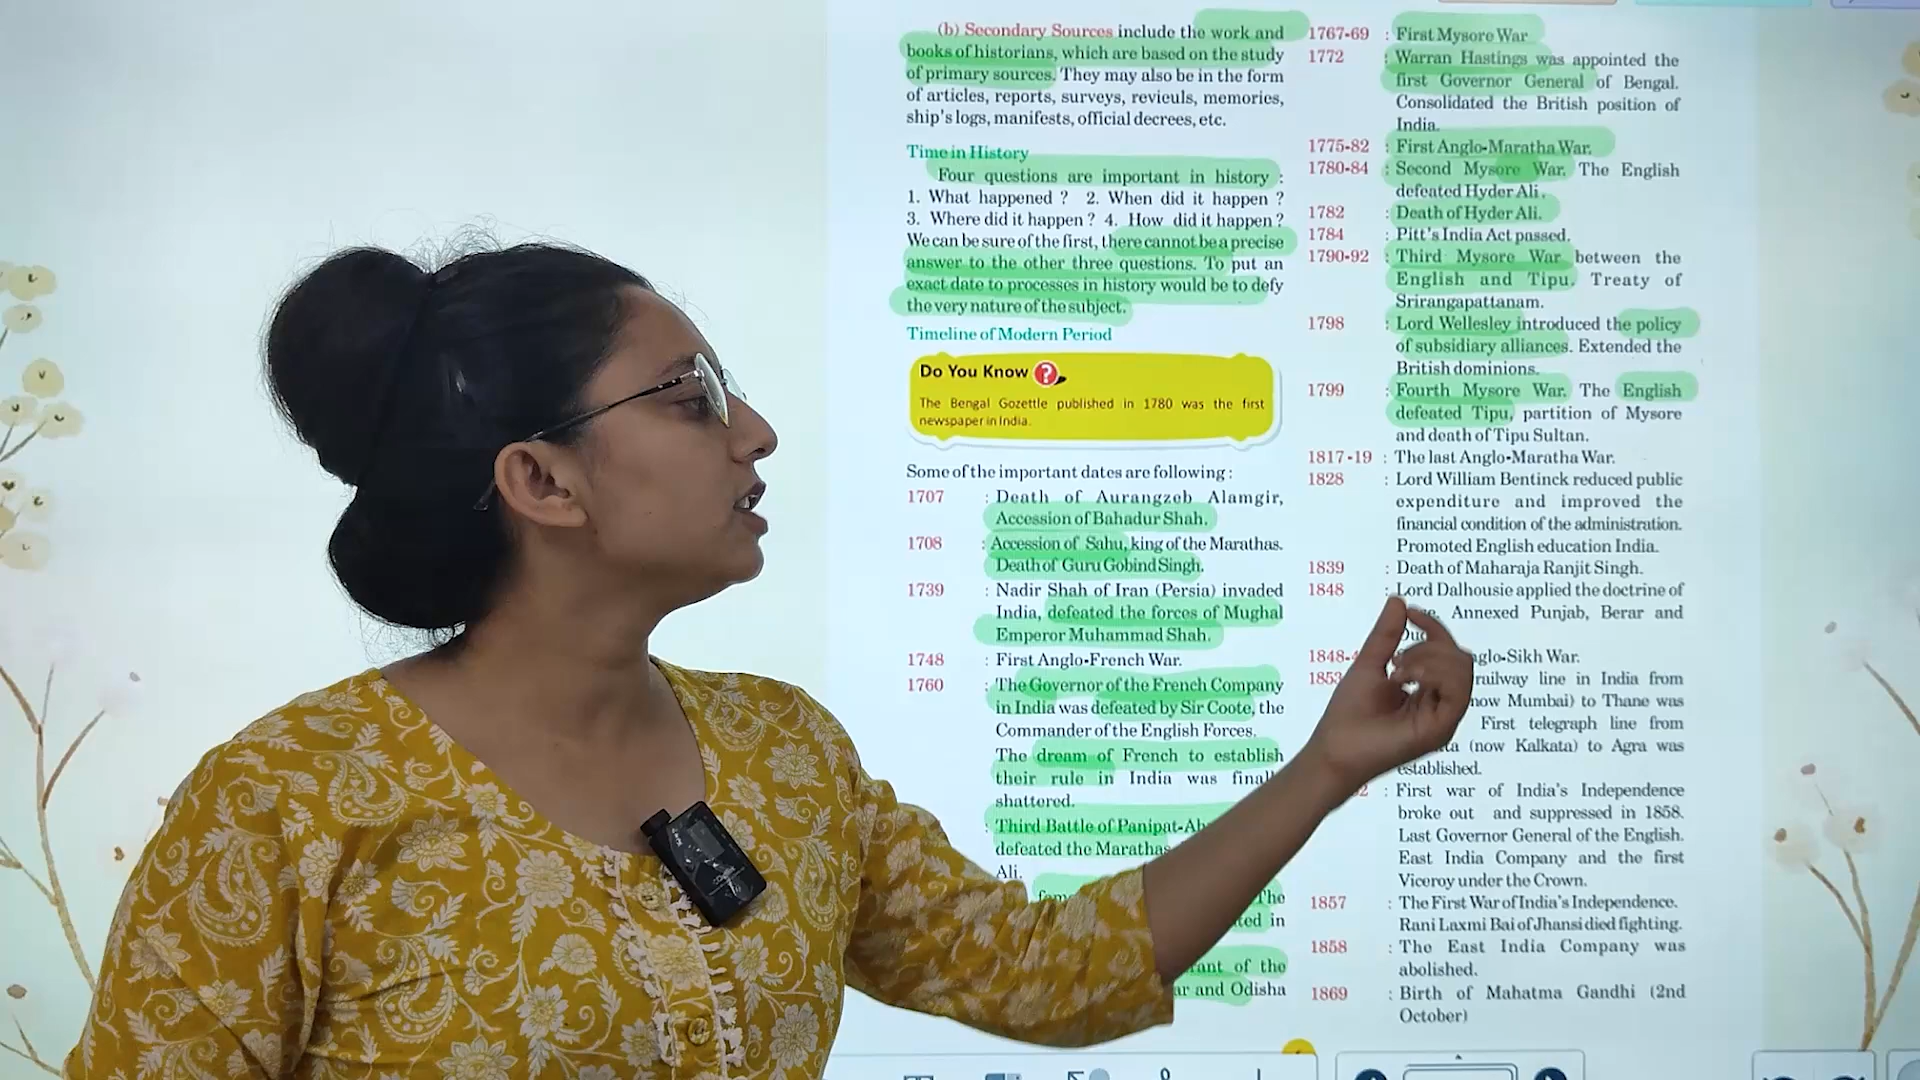 (b) Secondary Sources include the work and
books of historians, which are based on the study
of primary sources. They may also be in the form
of articles, reports, surveys, revieuls, memories,
ship's logs, manifests, official decrees, etc.
Time in History
Four questions are important in history :
1. What happened ? 2. When did it happen ?
3. Where did it happen ? 4. How did it happen ?
We can be sure of the first, there cannot be a precise
answer to the other three questions. To put an
exact date to processes in history would be to defy
the very nature of the subject.
Timeline of Modern Period
Do You Know ?
The Bengal Gozettle published in 1780 was the first
newspaper in India.
Some of the important dates are following :
1707 : Death of Aurangzeb Alamgir,
Accession of Bahadur Shah.
1708 : Accession of Sahu, king of the Marathas.
Death of Guru Gobind Singh.
1739 : Nadir Shah of Iran (Persia) invaded
India, defeated the forces of Mughal
Emperor Muhammad Shah.
1748 : First Anglo-French War.
1760 : The Governor of the French Company
in India was defeated by Sir Coote, the
Commander of the English Forces.
The dream of French to establish
their rule in India was
shattered.
: Third Battle of Panipat-
defeated the Marathas
Ali.
The
in
of the
and Odisha
1767-69 : First Mysore War
1772 : Warran Hastings was appointed the
first Governor General of Bengal.
Consolidated the British position of
India.
1775-82 : First Anglo-Maratha War.
1780-84 : Second Mysore War. The English
defeated Hyder Ali.
1782 : Death of Hyder Ali.
1784 : Pitt's India Act passed.
1790-92 : Third Mysore War between the
English and Tipu. Treaty of
Srirangapattanam.
1798 : Lord Wellesley introduced the policy
of subsidiary alliances. Extended the
British dominions.
1799 : Fourth Mysore War. The English
defeated Tipu, partition of Mysore
and death of Tipu Sultan.
1817-19 : The last Anglo-Maratha War.
1828 : Lord William Bentinck reduced public
expenditure and improved the
financial condition of the administration.
Promoted English education India.
1839 : Death of Maharaja Ranjit Singh.
1848 : Lord Dalhousie applied the doctrine of
Annexed Punjab, Berar and
War.
railway line in India from
now Mumbai) to Thane was
First telegraph line from
(now Kalkata) to Agra was
established.
: First war of India's Independence
broke out and suppressed in 1858.
Last Governor General of the English.
East India Company and the first
Viceroy under the Crown.
1857 : The First War of India's Independence.
Rani Laxmi Bai of Jhansi died fighting.
1858 : The East India Company was
abolished.
1869 : Birth of Mahatma Gandhi (2nd
October)